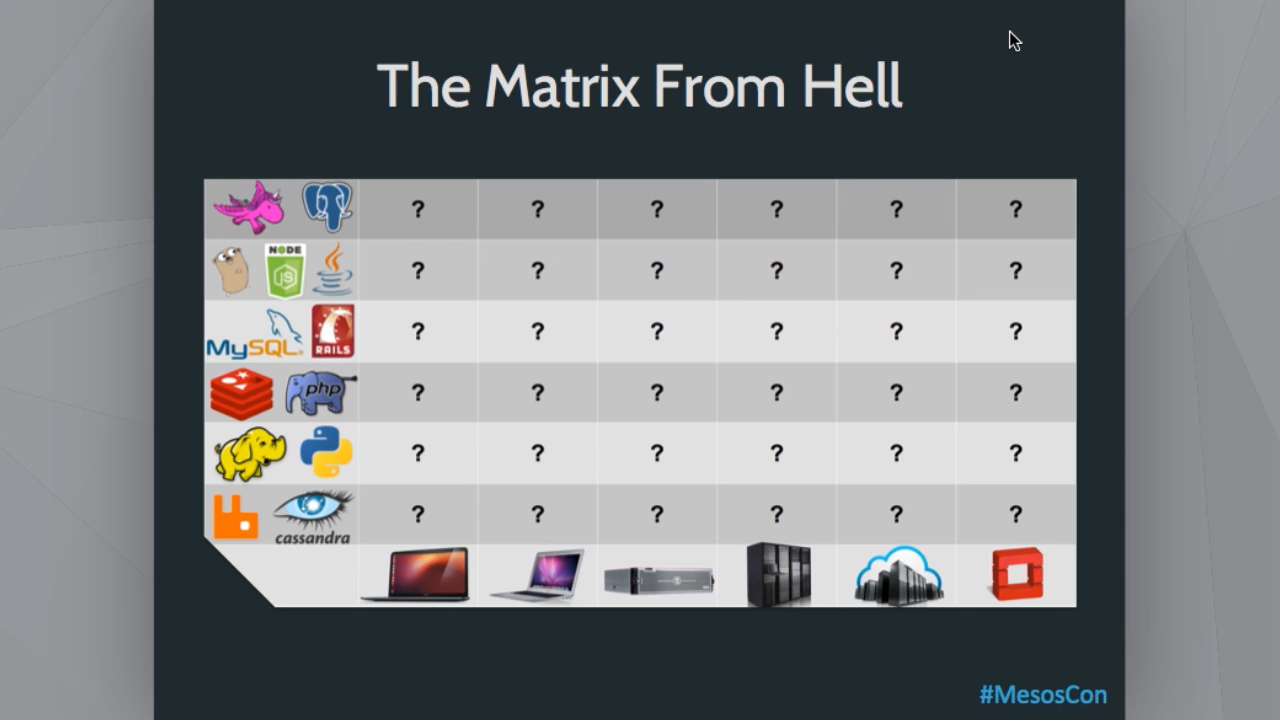 The Matrix From Hell
? ? ? ? ? ?
NODE
JS
? ? ? ? ? ?
MySQL
RAILS
? ? ? ? ? ?
php
? ? ? ? ? ?
? ? ? ? ? ?
cassandra
? ? ? ? ? ?
#MesosCon